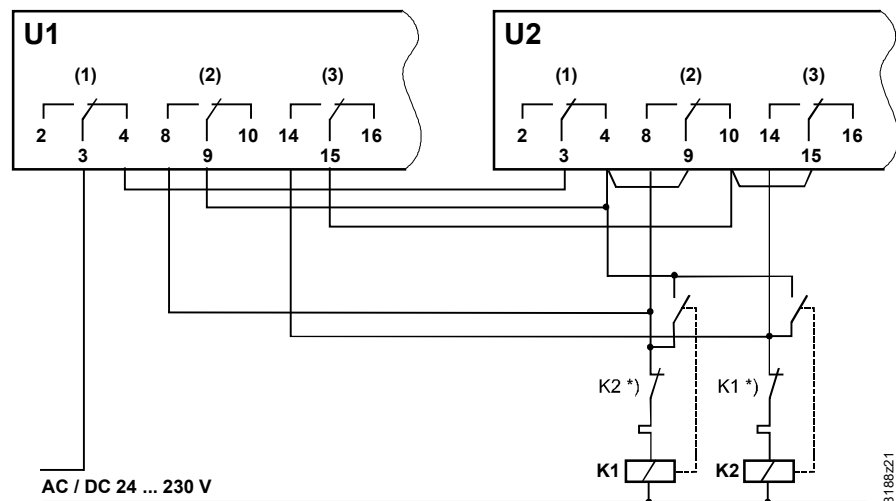 U1
U2
(1) (2) (3)
(1) (2) (3)
2 4 8 10 14 16
2 4 8 10 14 16
3 9 15
3 9 15
K2 *)
K1 *)
K1
K2
AC / DC 24 ... 230 V